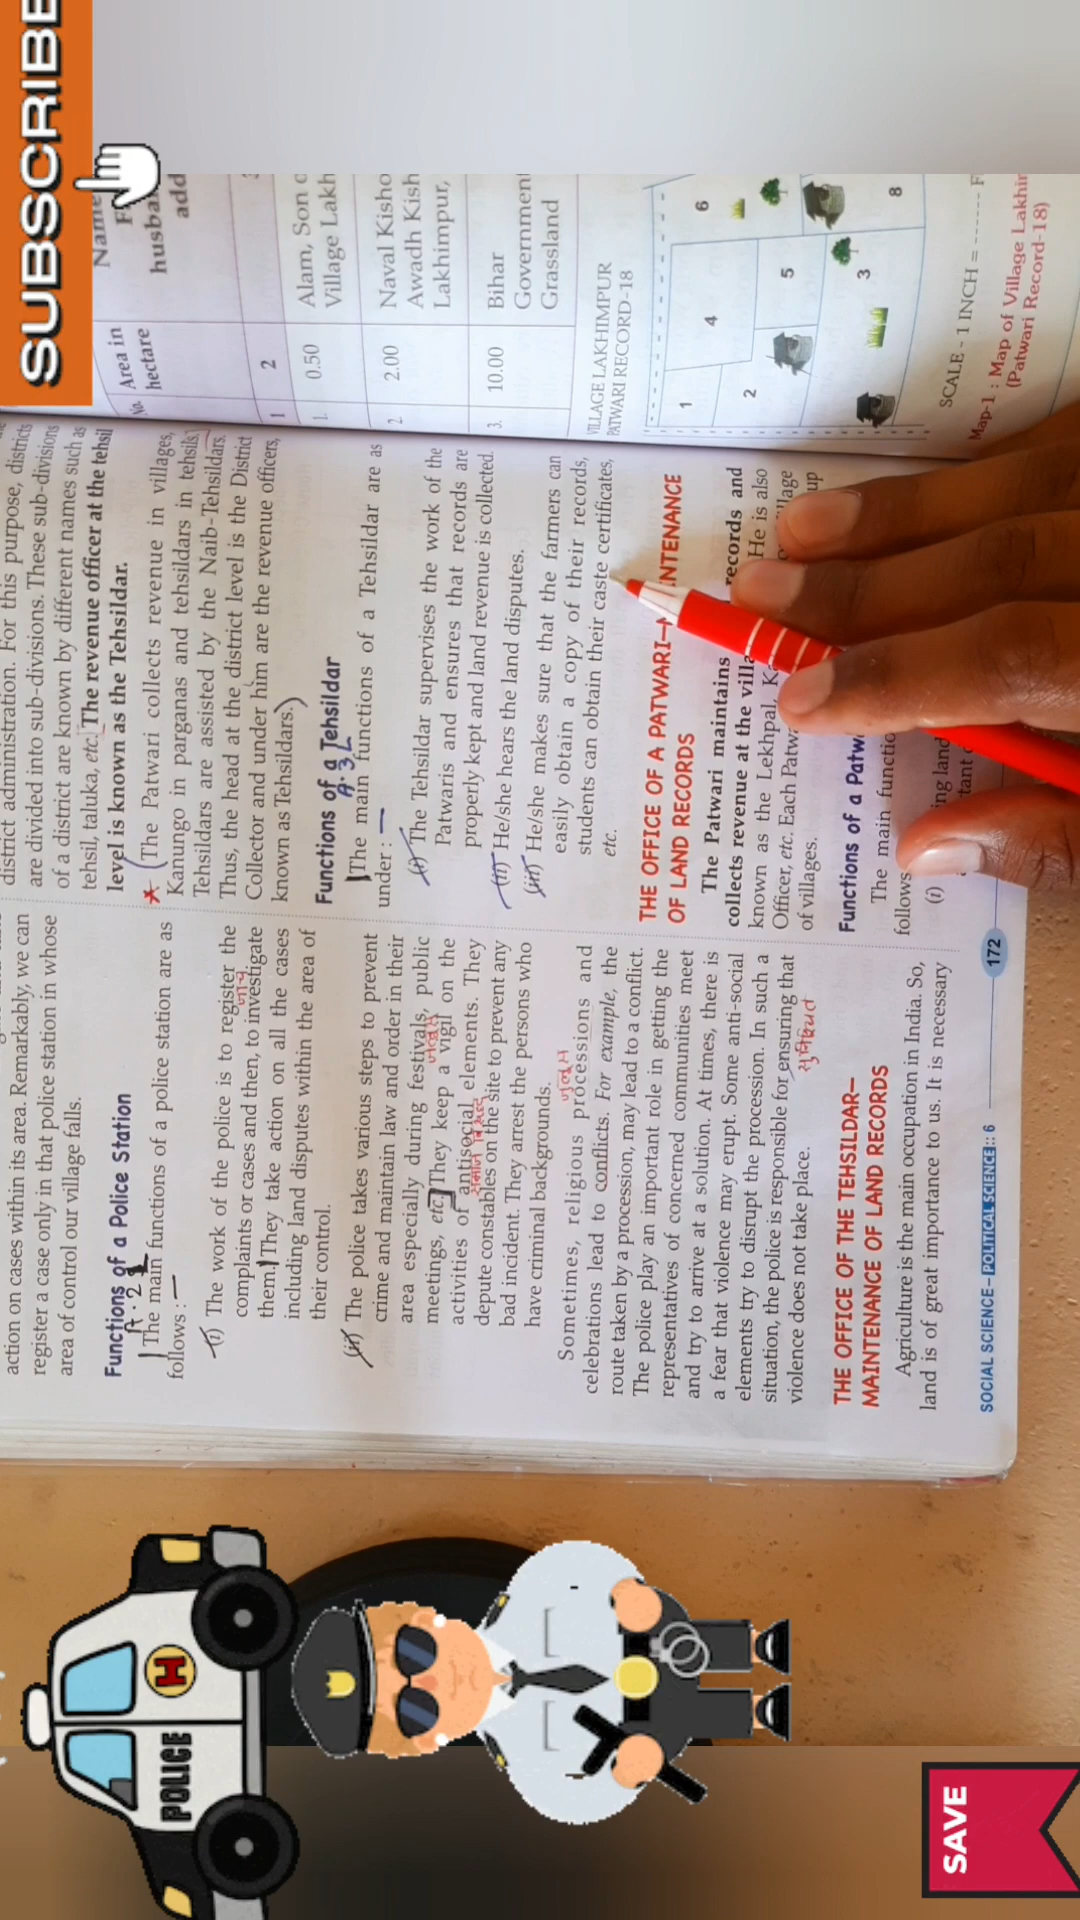 SUBSCRIBE
action on cases within its area. Remarkably, we can
register a case only in that police station in whose
area of control our village falls.
Functions of a Police Station
A·2
The main functions of a police station are as
follows :—
(i) The work of the police is to register the
जाचे
complaints or cases and then, to investigate
them. They take action on all the cases
including land disputes within the area of
their control.
(ii) The police takes various steps to prevent
crime and maintain law and order in their
area especially during festivals, public
जलूस
meetings, etc. They keep a vigil on the
activities of antisocial elements. They
समाज
depute constables on the site to prevent any
bad incident. They arrest the persons who
have criminal backgrounds.
जुलूस
Sometimes, religious processions and
celebrations lead to conflicts. For example, the
route taken by a procession, may lead to a conflict.
The police play an important role in getting the
representatives of concerned communities meet
and try to arrive at a solution. At times, there is
a fear that violence may erupt. Some anti-social
elements try to disrupt the procession. In such a
situation, the police is responsible for ensuring that
सुनिश्चित
violence does not take place.
THE OFFICE OF THE TEHSILDAR—
MAINTENANCE OF LAND RECORDS
Agriculture is the main occupation in India. So,
land is of great importance to us. It is necessary
SOCIAL SCIENCE– POLITICAL SCIENCE:: 6
172
district administration. For this purpose, districts
are divided into sub-divisions. These sub-divisions
of a district are known by different names such as
tehsil, taluka, etc. The revenue officer at the tehsil
level is known as the Tehsildar.
(The Patwari collects revenue in villages,
Kanungo in parganas and tehsildars in tehsils.
Tehsildars are assisted by the Naib-Tehsildars.
Thus, the head at the district level is the District
Collector and under him are the revenue officers,
known as Tehsildars.)
Functions of a Tehsildar
A·3
The main functions of a Tehsildar are as
under :—
(i) The Tehsildar supervises the work of the
Patwaris and ensures that records are
properly kept and land revenue is collected.
(ii) He/she hears the land disputes.
(iii) He/she makes sure that the farmers can
easily obtain a copy of their records,
students can obtain their caste certificates,
etc.
THE OFFICE OF A PATWARI— NTENANCE
OF LAND RECORDS
The Patwari maintains records and
collects revenue at the villa He is also
known as the Lekhpal, Ka
Officer, etc. Each Patwa
of villages. up
Functions of a Patw
The main functio
follows
(i) ing land
tant
No. Area in hectare
Name
husba
add
1 2
1. 0.50 Alam, Son o
Village Lakh
2. 2.00 Naval Kisho
Awadh Kish
Lakhimpur,
3. 10.00 Bihar
Governmen
Grassland
VILLAGE LAKHIMPUR
PATWARI RECORD-18
1
2
4
6
5
3
8
SCALE - 1 INCH = ------ F
Map-1 : Map of Village Lakhim
(Patwari Record-18)
POLICE
H
SAVE